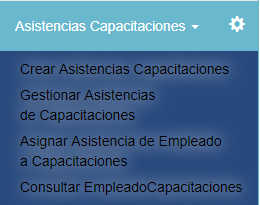 Asistencias Capacitaciones
Crear Asistencias Capacitaciones
Gestionar Asistencias
de Capacitaciones
Asignar Asistencia de Empleado
a Capacitaciones
Consultar EmpleadoCapacitaciones